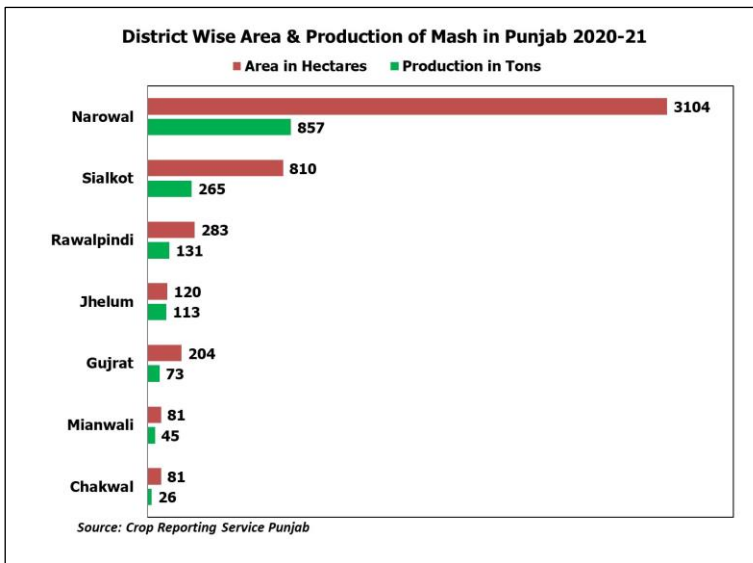 District Wise Area & Production of Mash in Punjab 2020-21
Area in Hectares Production in Tons
Narowal
3104
857
Sialkot
810
265
Rawalpindi
283
131
Jhelum
120
113
Gujrat
204
73
Mianwali
81
45
Chakwal
81
26
Source: Crop Reporting Service Punjab